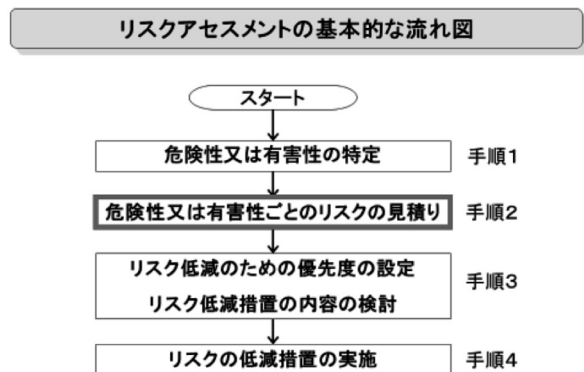 リスクアセスメントの基本的な流れ図
スタート
危険性又は有害性の特定
手順1
危険性又は有害性ごとのリスクの見積り
手順2
リスク低減のための優先度の設定
リスク低減措置の内容の検討
手順3
リスクの低減措置の実施
手順4